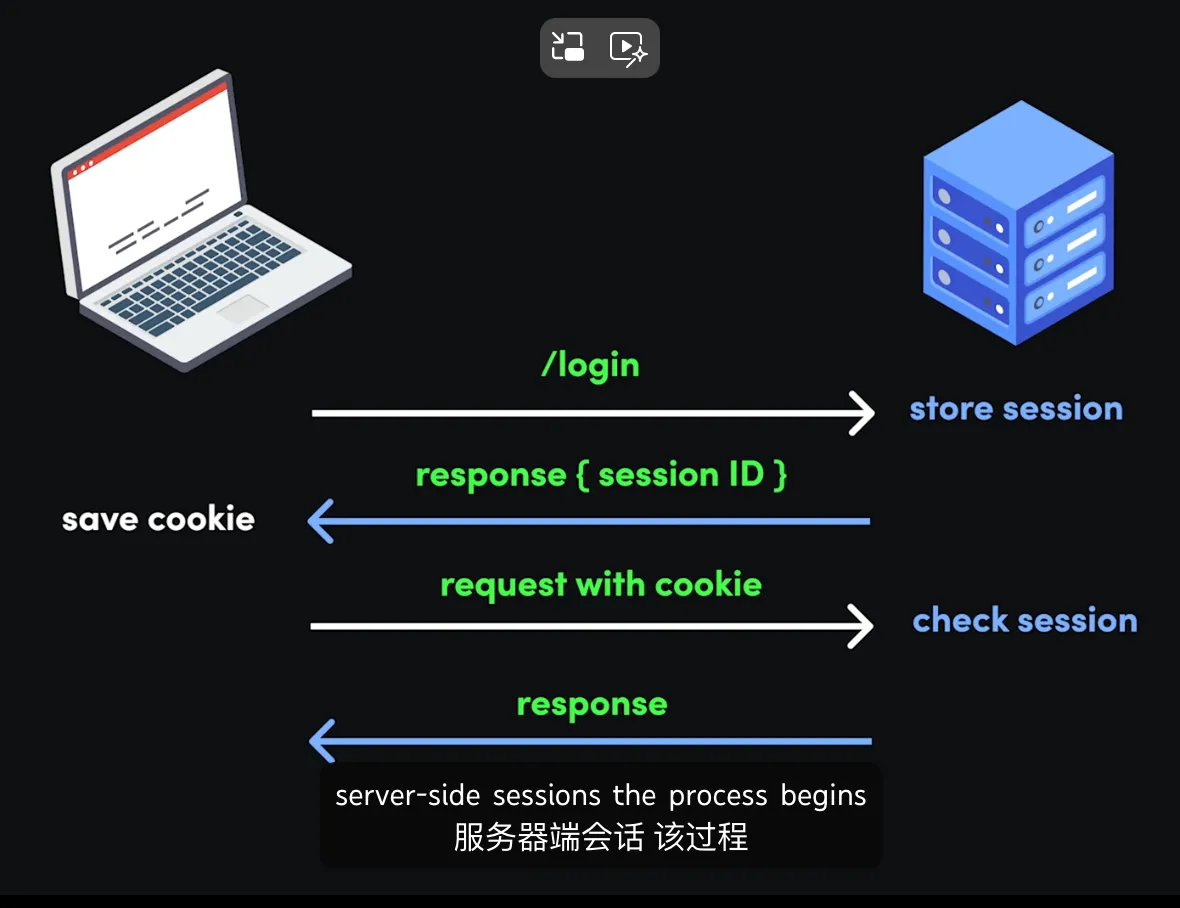 /login
store session
response { session ID }
save cookie
request with cookie
check session
response
server-side sessions the process begins
服务器端会话 该过程